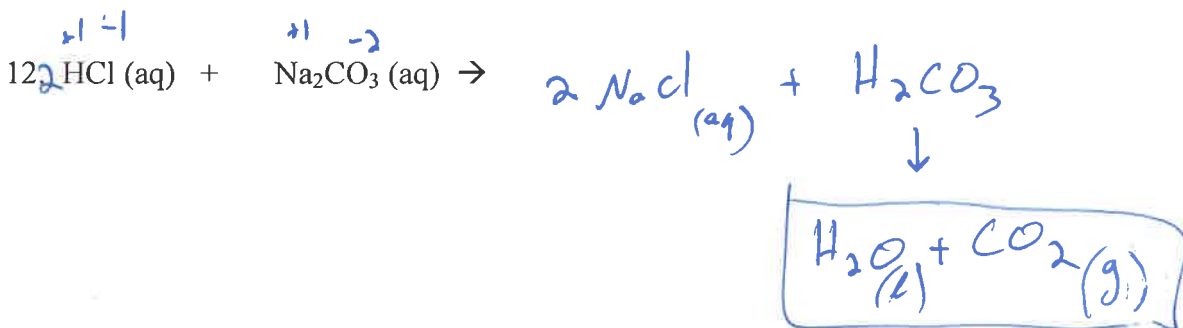 +1 -1 +1 -2
12. 2 HCl (aq) + Na₂CO₃ (aq) → 2 NaCl (aq) + H₂CO₃
↓
H₂O (l) + CO₂ (g)